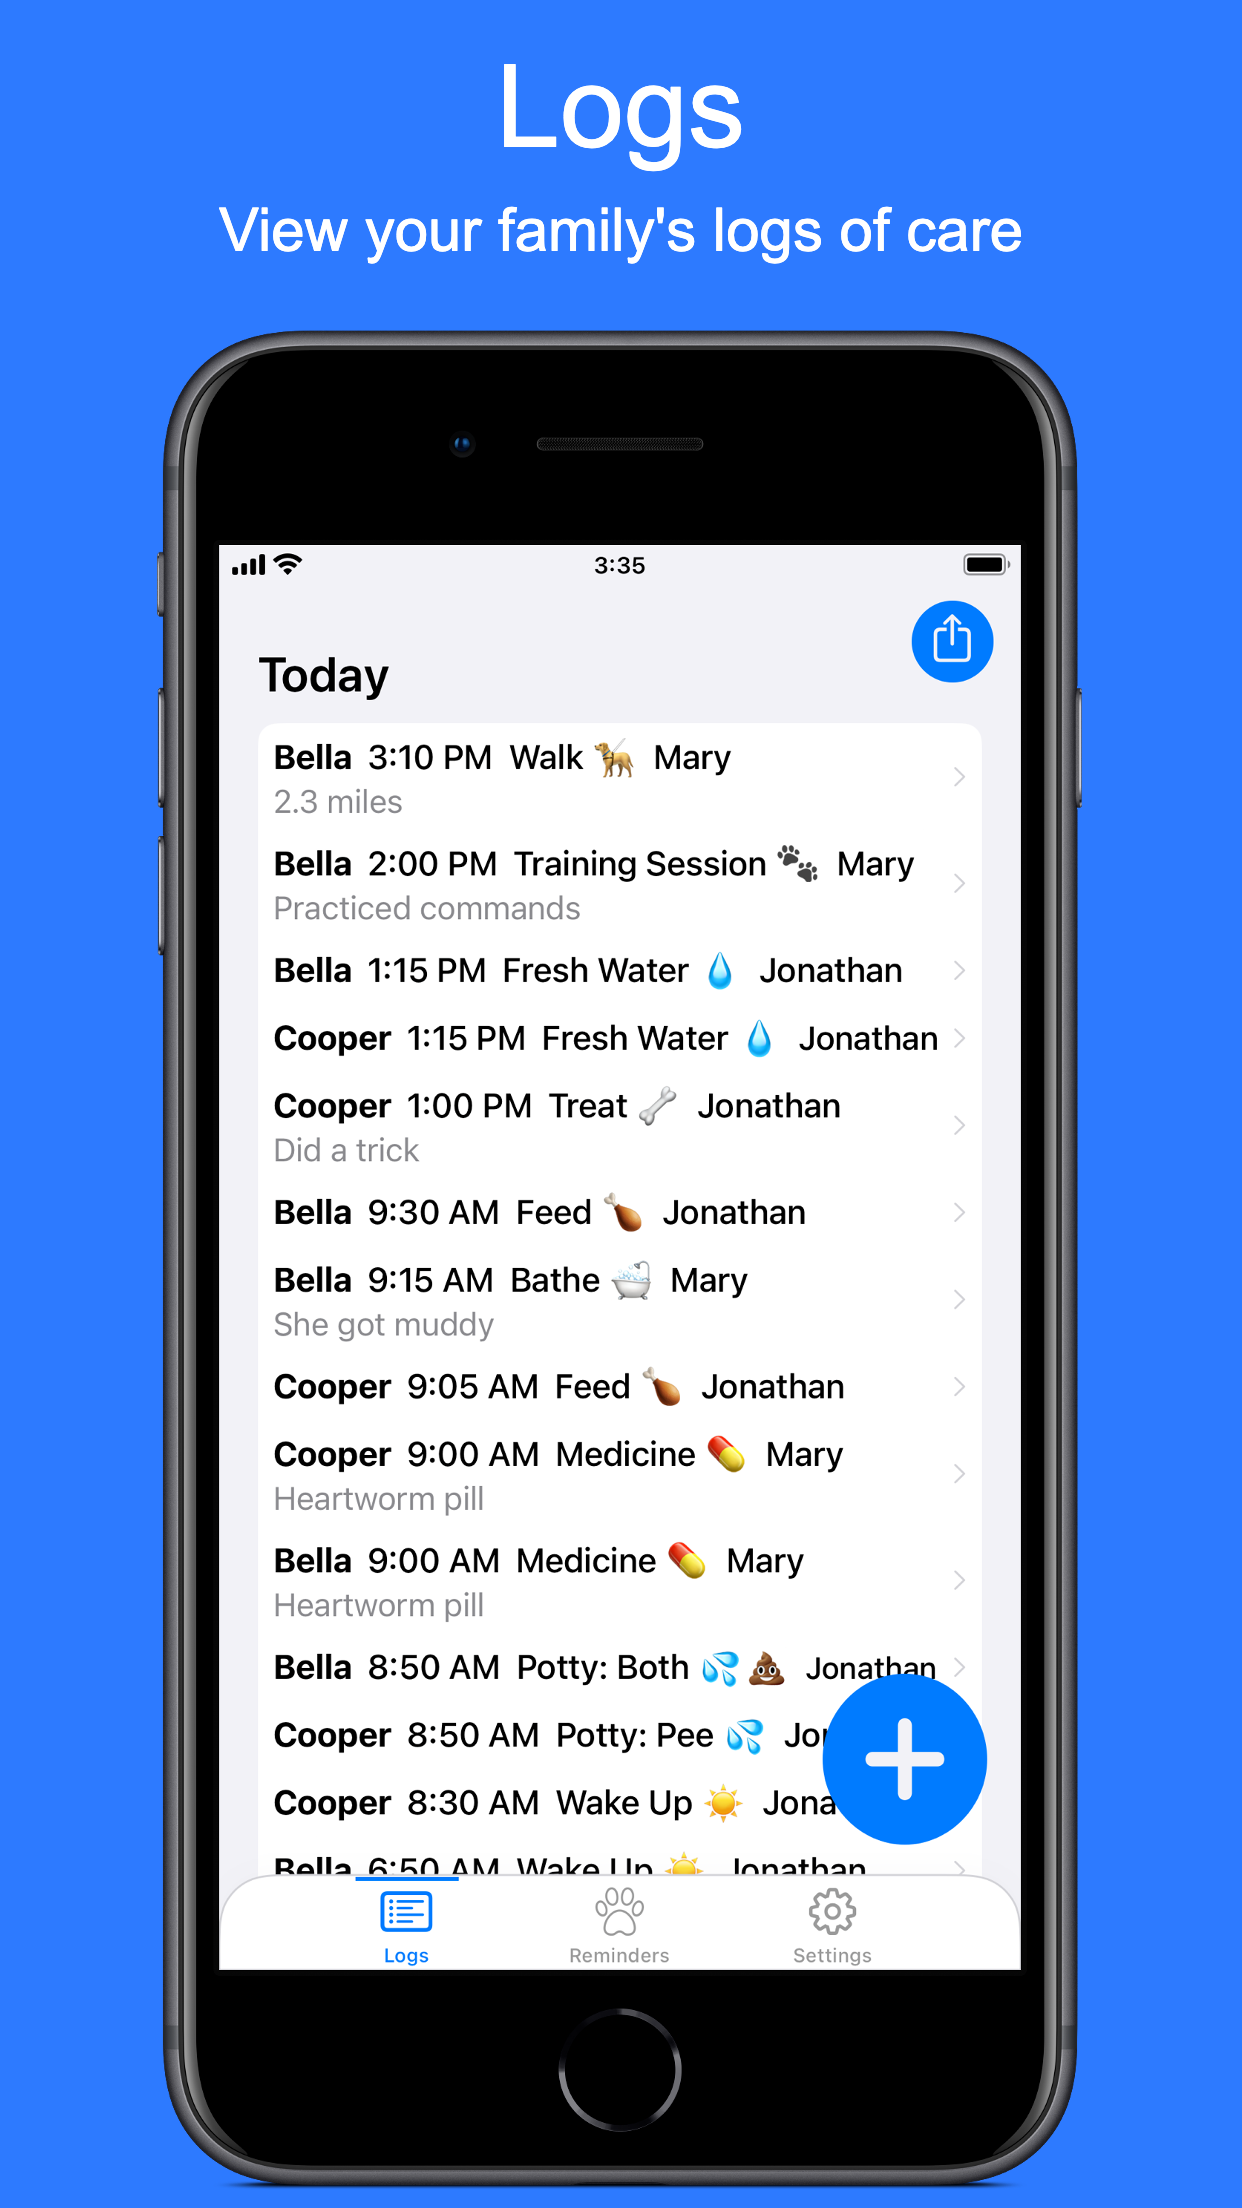 Logs
View your family's logs of care
3:35
Today
Bella 3:10 PM Walk 🦮 Mary
2.3 miles
Bella 2:00 PM Training Session 🐾 Mary
Practiced commands
Bella 1:15 PM Fresh Water 💧 Jonathan
Cooper 1:15 PM Fresh Water 💧 Jonathan
Cooper 1:00 PM Treat 🦴 Jonathan
Did a trick
Bella 9:30 AM Feed 🍗 Jonathan
Bella 9:15 AM Bathe 🛁 Mary
She got muddy
Cooper 9:05 AM Feed 🍗 Jonathan
Cooper 9:00 AM Medicine 💊 Mary
Heartworm pill
Bella 9:00 AM Medicine 💊 Mary
Heartworm pill
Bella 8:50 AM Potty: Both 💦💩 Jonathan
Cooper 8:50 AM Potty: Pee 💦
Cooper 8:30 AM Wake Up ☀️
Bella 6:50 AM Wake Up ☀️ Jonathan
Logs
Reminders
Settings